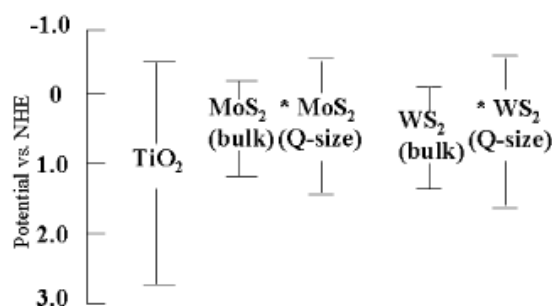 Potential vs. NHE
-1.0
0
1.0
2.0
3.0
TiO₂
MoS₂
(bulk)
* MoS₂
(Q-size)
WS₂
(bulk)
* WS₂
(Q-size)